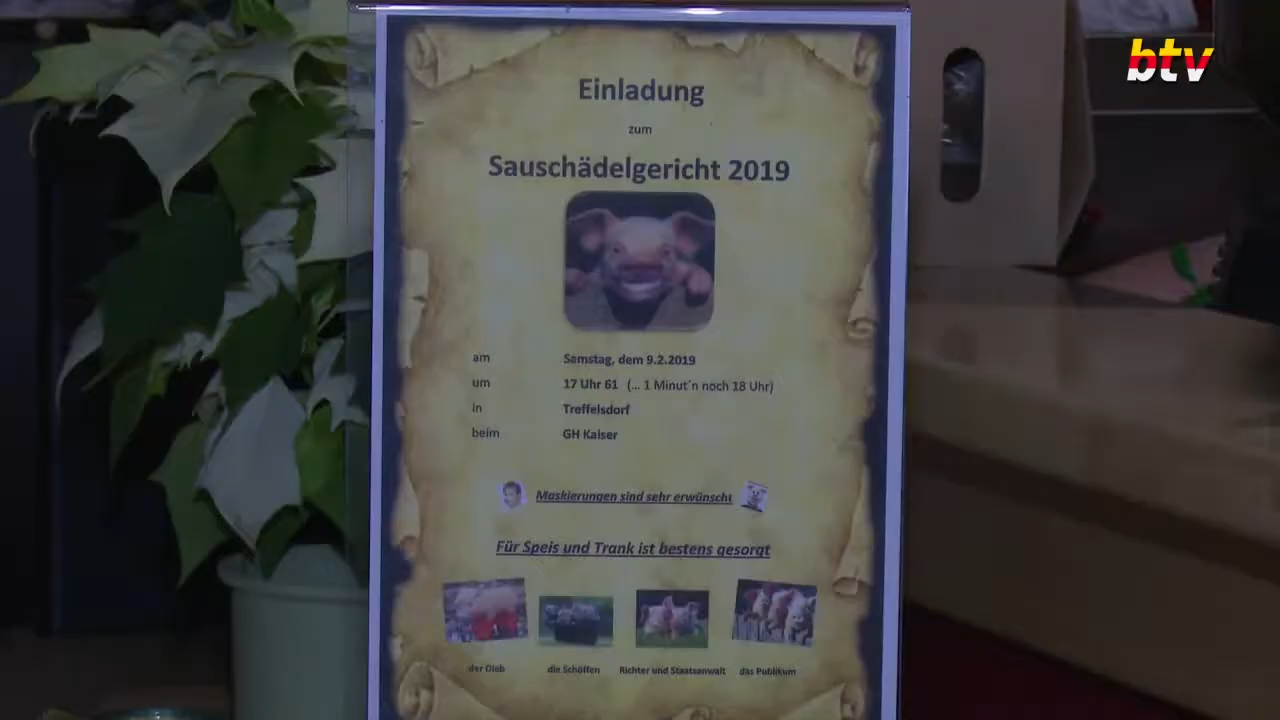 btv
Einladung
zum
Sauschädelgericht 2019
am Samstag, dem 9.2.2019
um 17 Uhr 61 (... 1 Minut´n noch 18 Uhr)
in Treffelsdorf
beim GH Kaiser
Maskierungen sind sehr erwünscht
Für Speis und Trank ist bestens gesorgt
der Dieb die Schöffen Richter und Staatsanwalt das Publikum